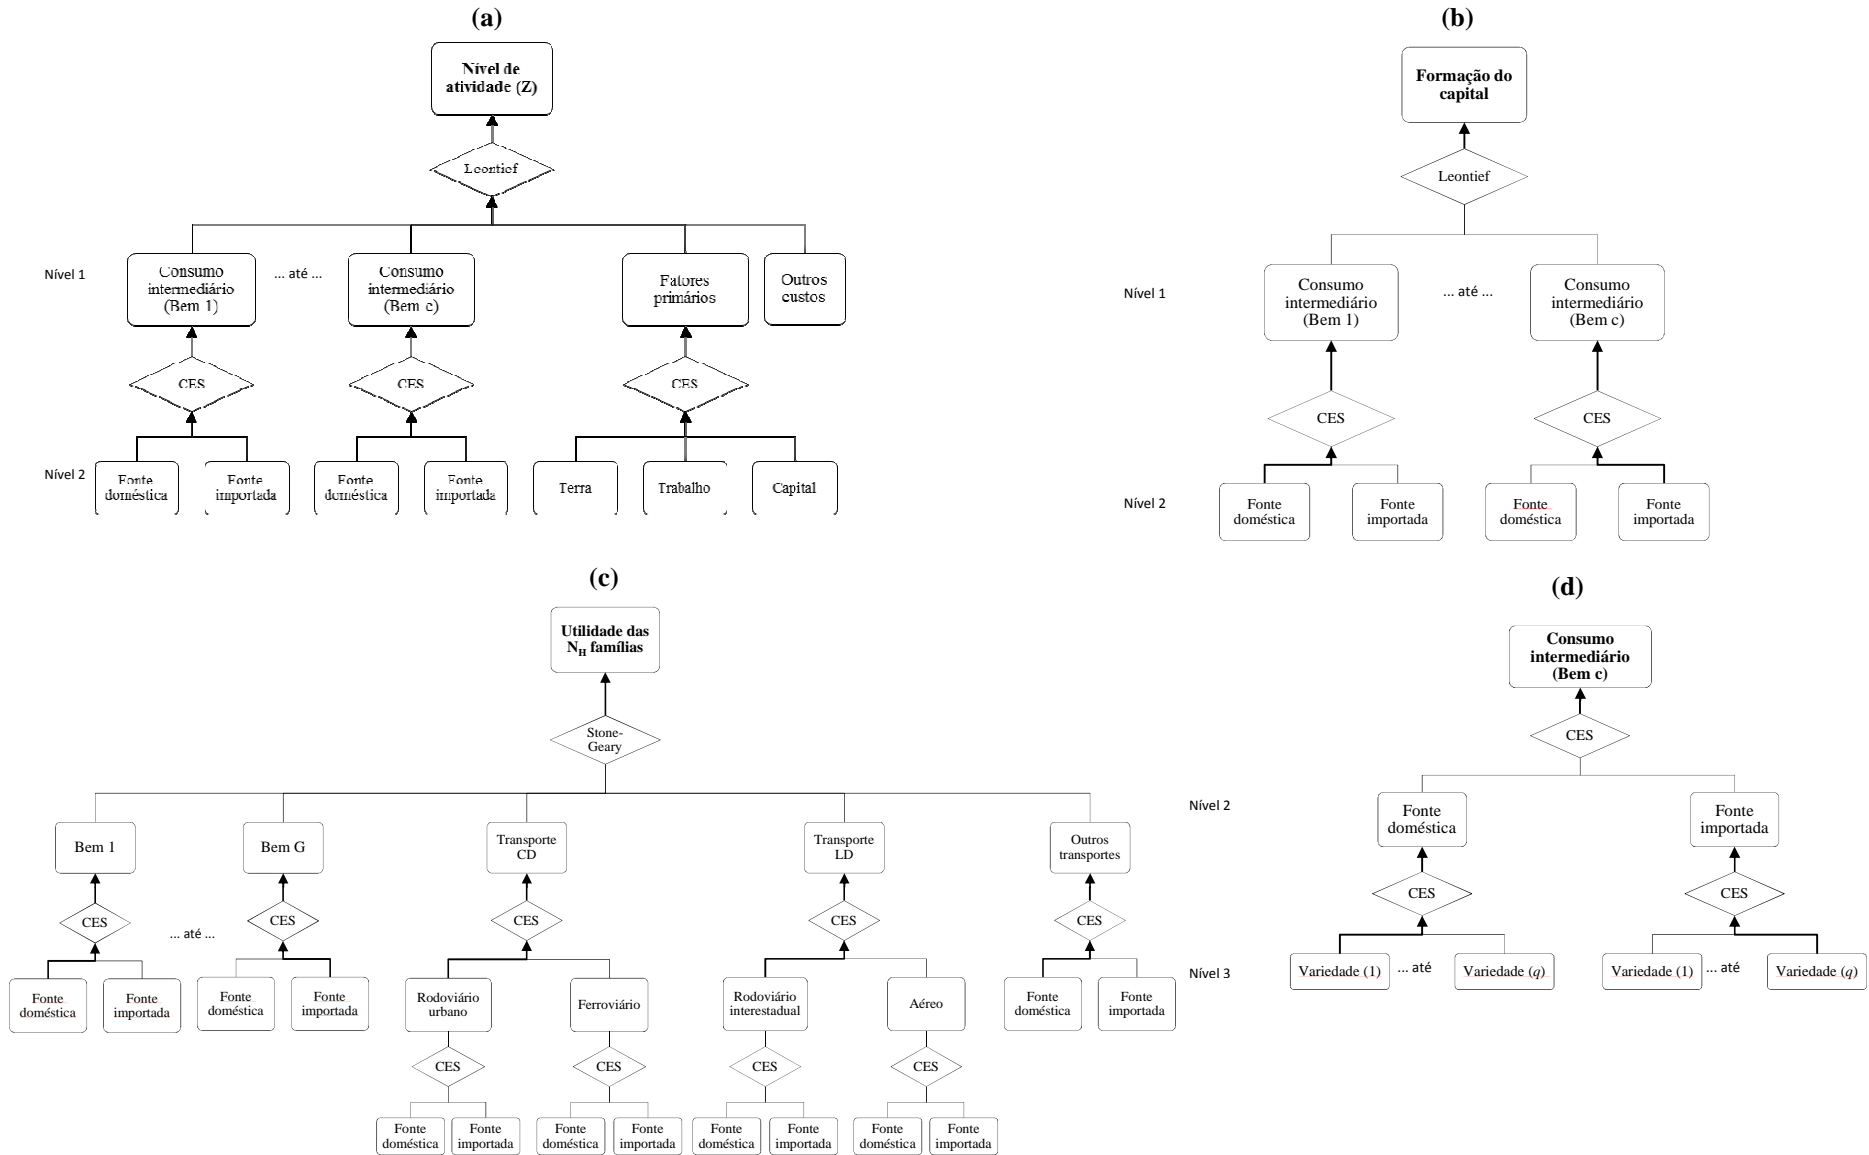 (a)
Nível de
atividade (Z)
Leontief
Nível 1
Consumo
intermediário
(Bem 1)
... até ...
Consumo
intermediário
(Bem c)
Fatores
primários
Outros
custos
CES
CES
CES
Nível 2
Fonte
doméstica
Fonte
importada
Fonte
doméstica
Fonte
importada
Terra
Trabalho
Capital
(b)
Formação do
capital
Leontief
Nível 1
Consumo
intermediário
(Bem 1)
... até ...
Consumo
intermediário
(Bem c)
CES
CES
Nível 2
Fonte
doméstica
Fonte
importada
Fonte
doméstica
Fonte
importada
(c)
Utilidade das
N_H famílias
Stone-
Geary
Bem 1
Bem G
Transporte
CD
Transporte
LD
Outros
transportes
CES
... até ...
CES
CES
CES
CES
Fonte
doméstica
Fonte
importada
Fonte
doméstica
Fonte
importada
Rodoviário
urbano
Ferroviário
Rodoviário
interestadual
Aéreo
Fonte
doméstica
Fonte
importada
CES
CES
CES
CES
Fonte
doméstica
Fonte
importada
Fonte
doméstica
Fonte
importada
Fonte
doméstica
Fonte
importada
Fonte
doméstica
Fonte
importada
(d)
Consumo
intermediário
(Bem c)
CES
Nível 2
Fonte
doméstica
Fonte
importada
CES
CES
Nível 3
Variedade (1)
... até
Variedade (q)
Variedade (1)
... até
Variedade (q)